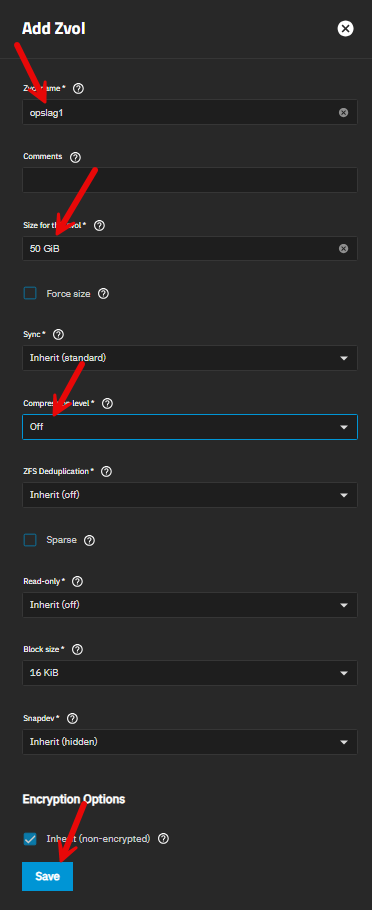 Add Zvol
Zvol name *
opslag1
Comments
Size for the zvol *
50 GiB
Force size
Sync *
Inherit (standard)
Compression level *
Off
ZFS Deduplication *
Inherit (off)
Sparse
Read-only *
Inherit (off)
Block size *
16 KiB
Snapdev *
Inherit (hidden)
Encryption Options
Inherit (non-encrypted)
Save